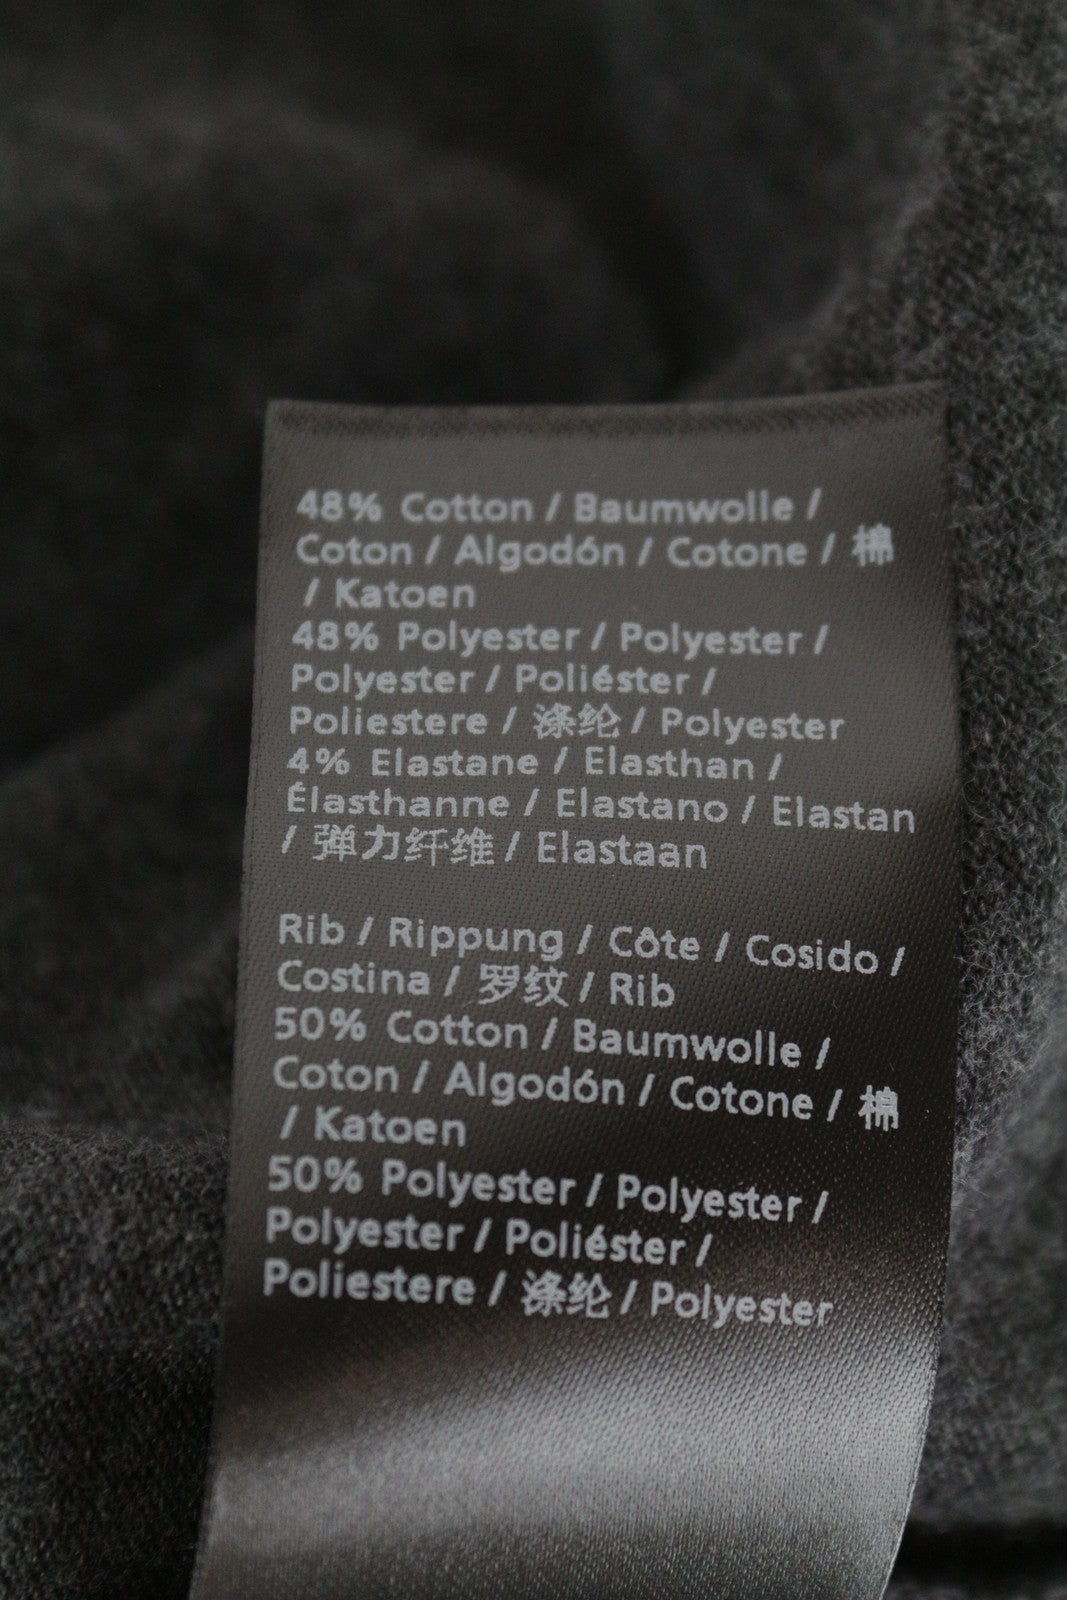 48% Cotton / Baumwolle /
Coton / Algodón / Cotone / 棉
/ Katoen
48% Polyester / Polyester /
Polyester / Poliéster /
Poliestere / 涤纶 / Polyester
4% Elastane / Elasthan /
Élasthanne / Elastano / Elastan
/ 弹力纤维 / Elastaan
Rib / Rippung / Côte / Cosido /
Costina / 罗纹 / Rib
50% Cotton / Baumwolle /
Coton / Algodón / Cotone / 棉
/ Katoen
50% Polyester / Polyester /
Polyester / Poliéster /
Poliestere / 涤纶 / Polyester